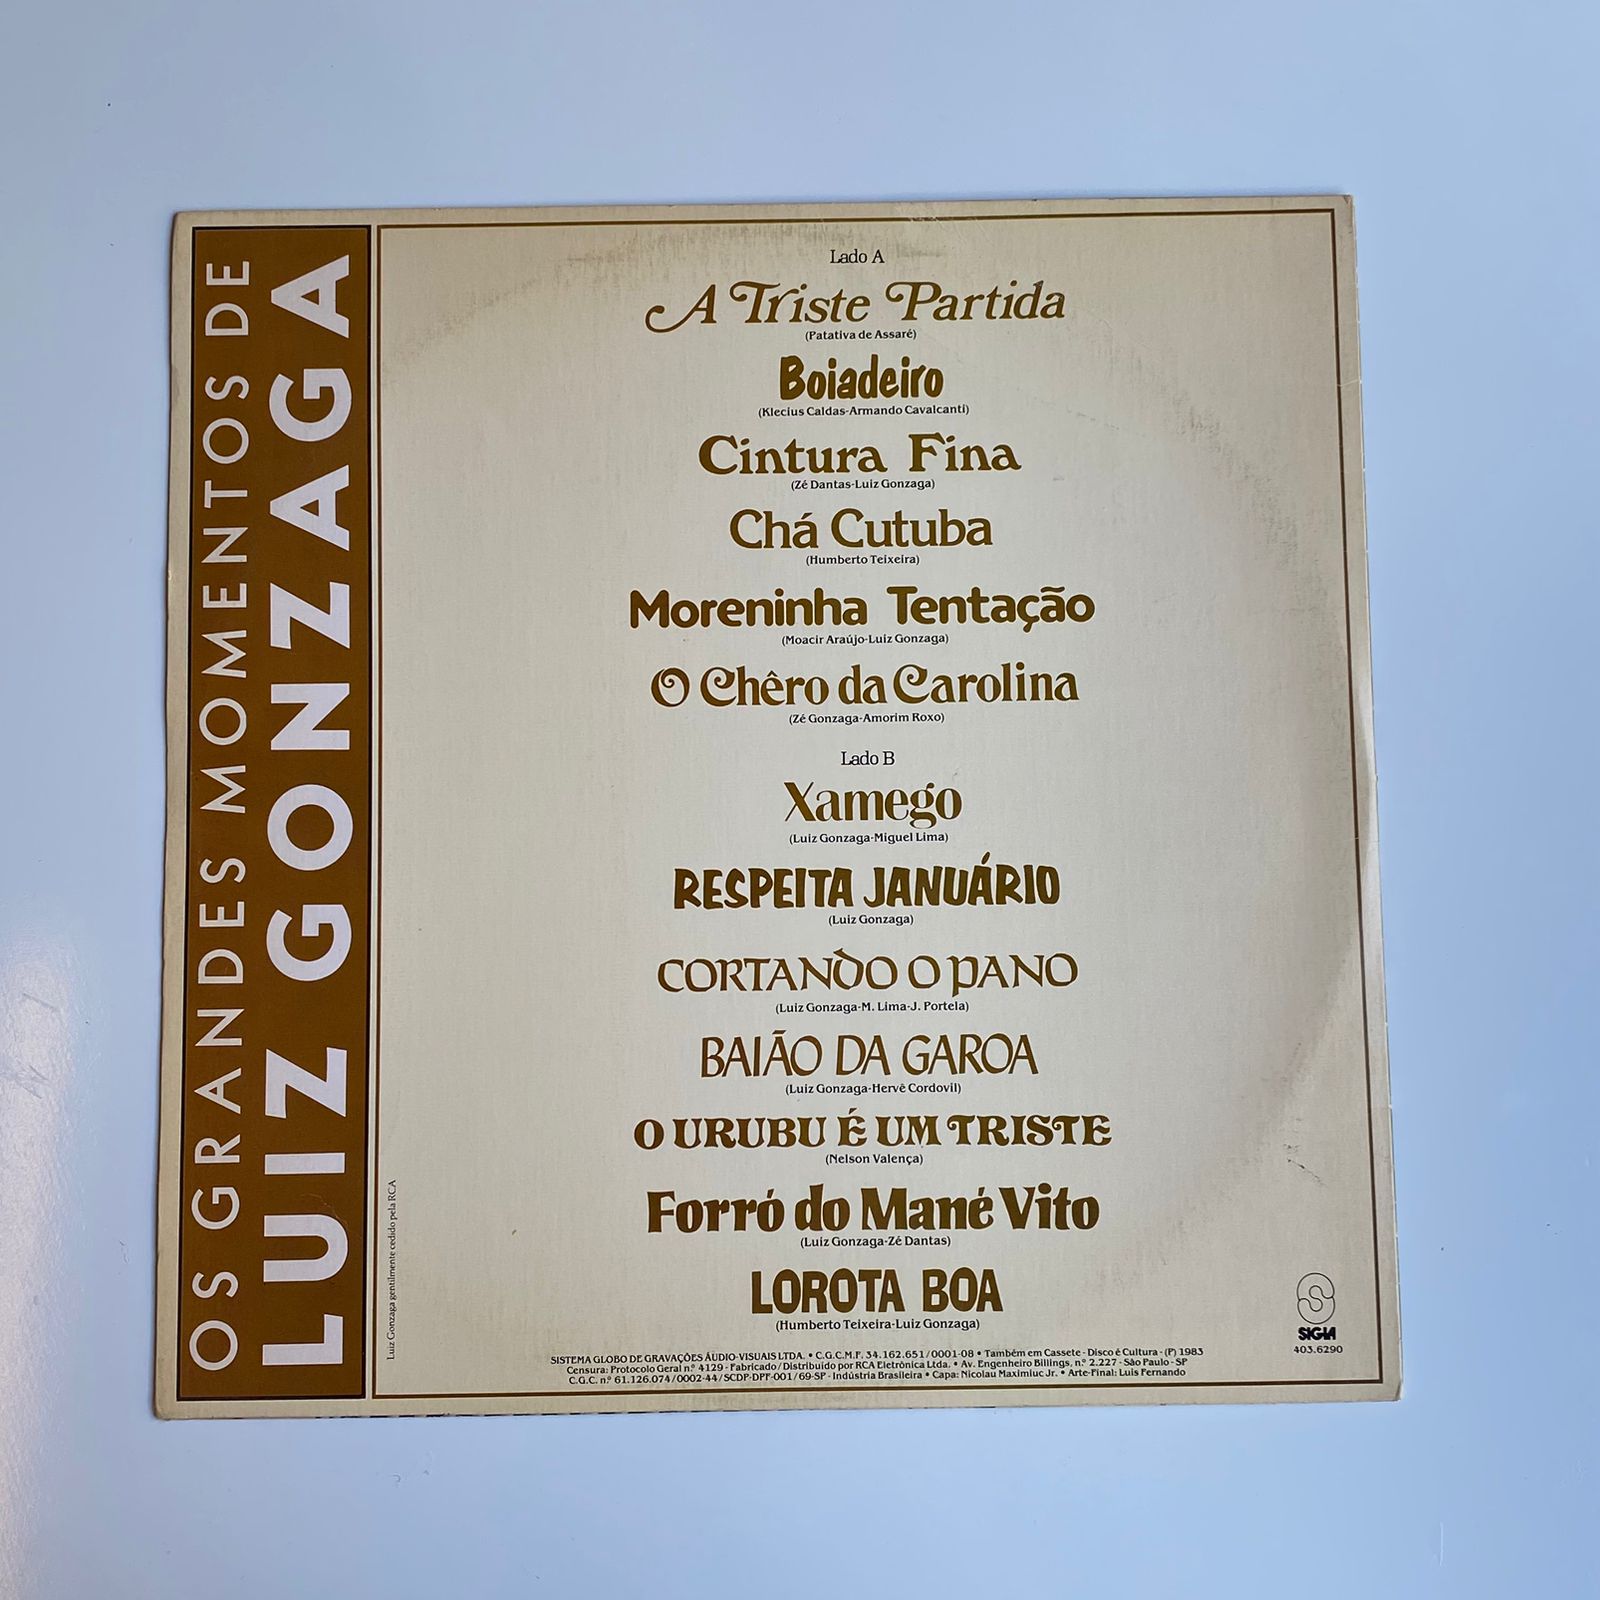 OS GRANDES MOMENTOS DE
LUIZ GONZAGA
Lado A
A Triste Partida
(Patativa de Assaré)
Boiadeiro
(Klecius Caldas-Armando Cavalcanti)
Cintura Fina
(Zé Dantas-Luiz Gonzaga)
Chá Cutuba
(Humberto Teixeira)
Moreninha Tentação
(Moacir Araújo-Luiz Gonzaga)
O Chêro da Carolina
(Zé Gonzaga-Amorim Roxo)
Lado B
Xamego
(Luiz Gonzaga-Miguel Lima)
RESPEITA JANUÁRIO
(Luiz Gonzaga)
CORTANDO O PANO
(Luiz Gonzaga-M. Lima-J. Portela)
BAIÃO DA GAROA
(Luiz Gonzaga-Hervê Cordovil)
O URUBU É UM TRISTE
(Nelson Valença)
Forró do Mané Vito
(Luiz Gonzaga-Zé Dantas)
LOROTA BOA
(Humberto Teixeira-Luiz Gonzaga)
Luiz Gonzaga gentilmente cedido pela RCA
SISTEMA GLOBO DE GRAVAÇÕES ÁUDIO-VISUAIS LTDA. • C.G.C.M.F. 34.162.651/0001-08 • Também em Cassete - Disco é Cultura - (P) 1983
Censura: Protocolo Geral n.º 4129 - Fabricado/Distribuído por RCA Eletrônica Ltda. • Av. Engenheiro Billings, n.º 2.227 - São Paulo - SP
C.G.C. n.º 61.126.074/0002-44/SCDP-DPF-001/69-SP - Indústria Brasileira • Capa: Nicolau Maximiuc Jr. • Arte-Final: Luis Fernando
SIGLA
403.6290